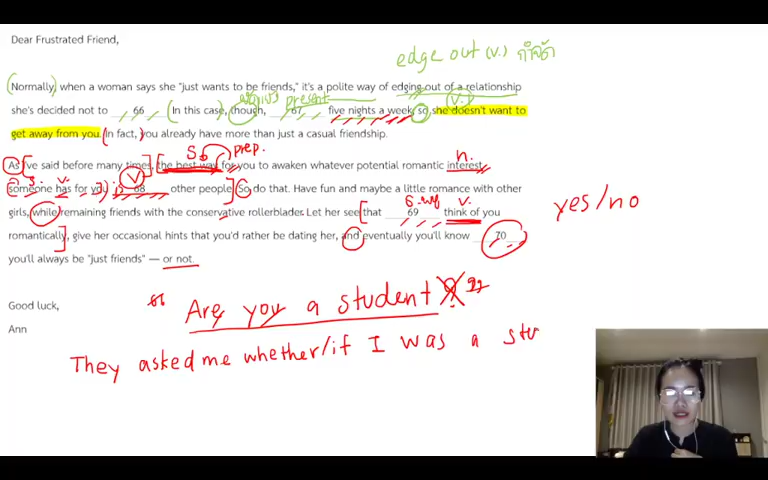 Dear Frustrated Friend,
edge out (v.) กำจัด
Normally, when a woman says she "just wants to be friends," it's a polite way of edging out of a relationship
present
she's decided not to 66 (In this case, though, 67 five nights a week, so she doesn't want to
(v.)
get away from you. (In fact, you already have more than just a casual friendship.
S. prep. n.
As I've said before many times, the best way for you to awaken whatever potential romantic interest
S. v. V
someone has for you is 68 other people. So do that. Have fun and maybe a little romance with other
S. v.
girls, while remaining friends with the conservative rollerblader. Let her see that 69 think of you
yes/no
romantically, give her occasional hints that you'd rather be dating her, and eventually you'll know 70
you'll always be "just friends" — or not.
Good luck,
" Are you a student ? "
Ann
They asked me whether/if I was a stu